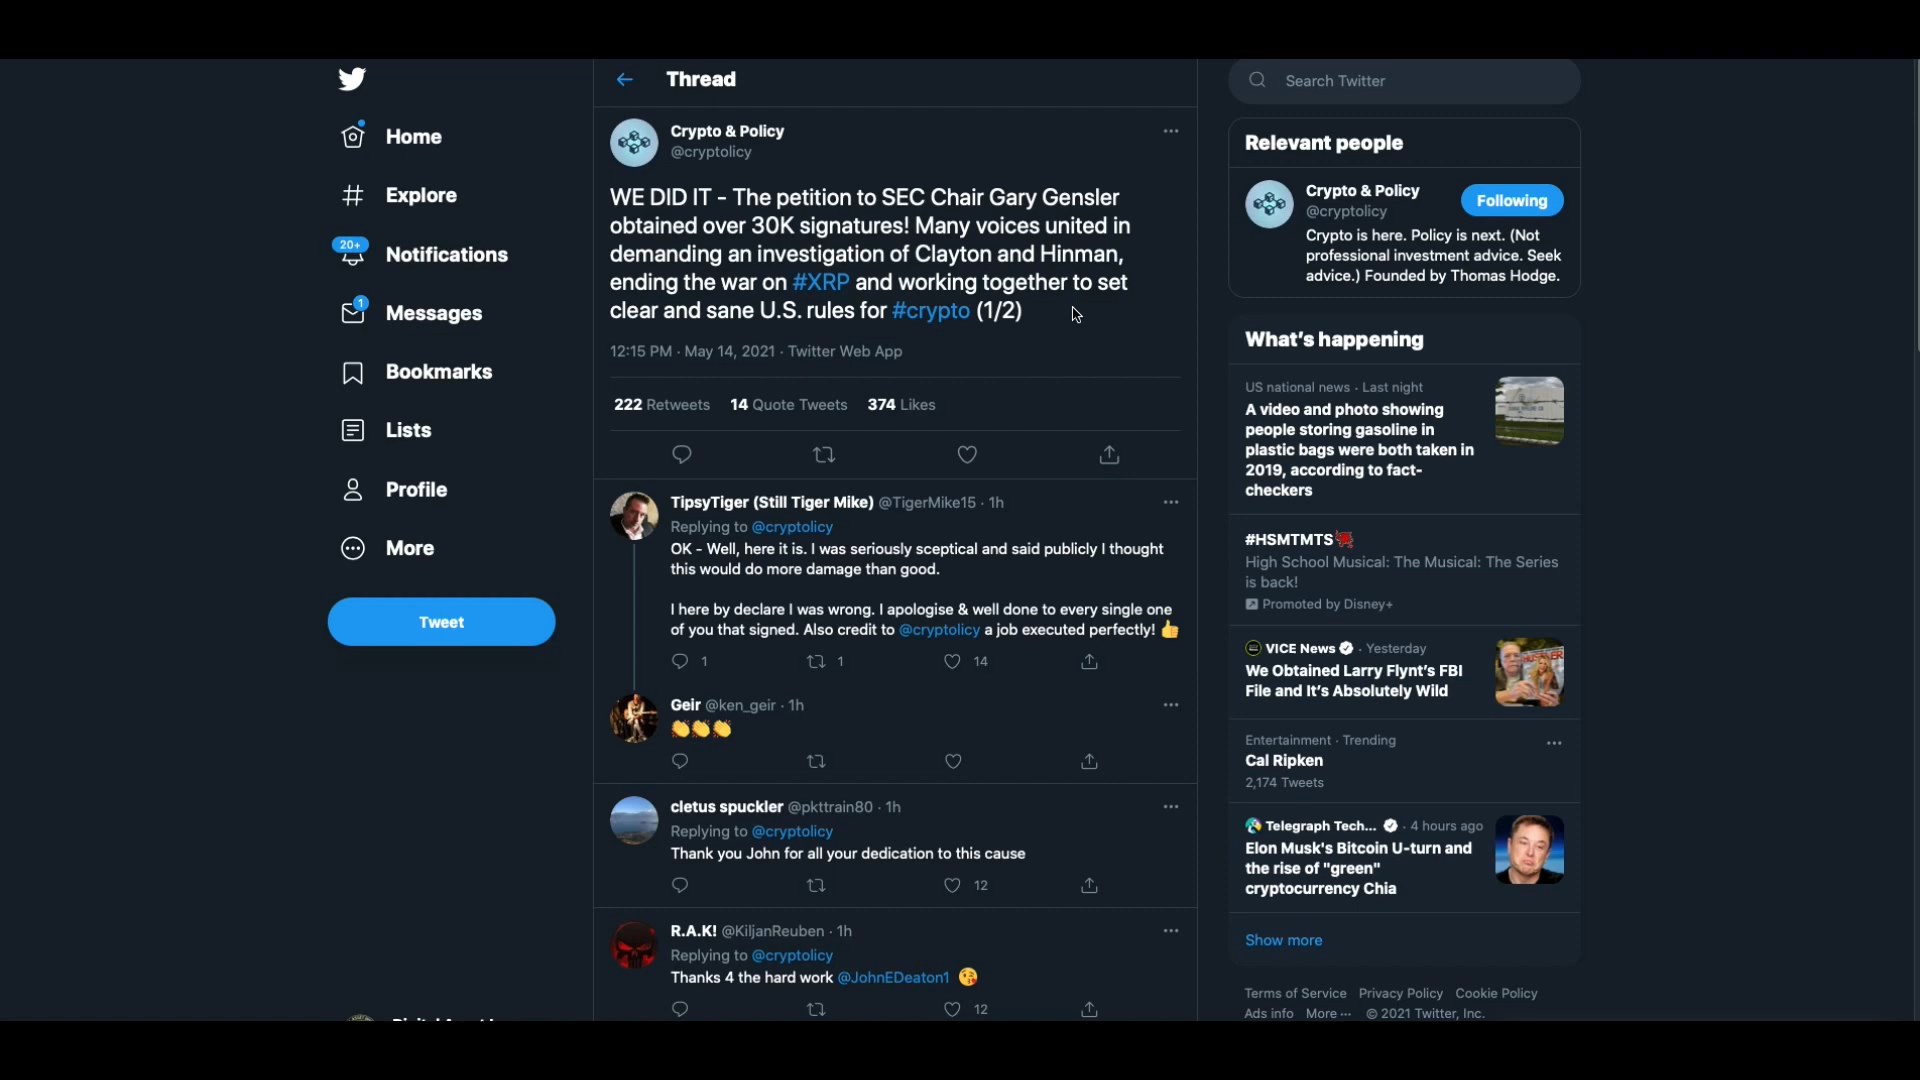 Home
Explore
20+
Notifications
1
Messages
Bookmarks
Lists
Profile
More
Tweet
Thread
Crypto & Policy
@cryptolicy
WE DID IT - The petition to SEC Chair Gary Gensler
obtained over 30K signatures! Many voices united in
demanding an investigation of Clayton and Hinman,
ending the war on #XRP and working together to set
clear and sane U.S. rules for #crypto (1/2)
12:15 PM · May 14, 2021 · Twitter Web App
222 Retweets 14 Quote Tweets 374 Likes
TipsyTiger (Still Tiger Mike) @TigerMike15 · 1h
Replying to @cryptolicy
OK - Well, here it is. I was seriously sceptical and said publicly I thought
this would do more damage than good.
I here by declare I was wrong. I apologise & well done to every single one
of you that signed. Also credit to @cryptolicy a job executed perfectly! 👍
1 1 14
Geir @ken_geir · 1h
👏👏👏
cletus spuckler @pkttrain80 · 1h
Replying to @cryptolicy
Thank you John for all your dedication to this cause
12
R.A.K! @KiljanReuben · 1h
Replying to @cryptolicy
Thanks 4 the hard work @JohnEDeaton1 😘
12
Search Twitter
Relevant people
Crypto & Policy
@cryptolicy
Following
Crypto is here. Policy is next. (Not
professional investment advice. Seek
advice.) Founded by Thomas Hodge.
What's happening
US national news · Last night
A video and photo showing
people storing gasoline in
plastic bags were both taken in
2019, according to fact-
checkers
#HSMTMTS
High School Musical: The Musical: The Series
is back!
Promoted by Disney+
VICE News · Yesterday
We Obtained Larry Flynt's FBI
File and It's Absolutely Wild
Entertainment · Trending
Cal Ripken
2,174 Tweets
Telegraph Tech... · 4 hours ago
Elon Musk's Bitcoin U-turn and
the rise of "green"
cryptocurrency Chia
Show more
Terms of Service Privacy Policy Cookie Policy
Ads info More ··· © 2021 Twitter, Inc.